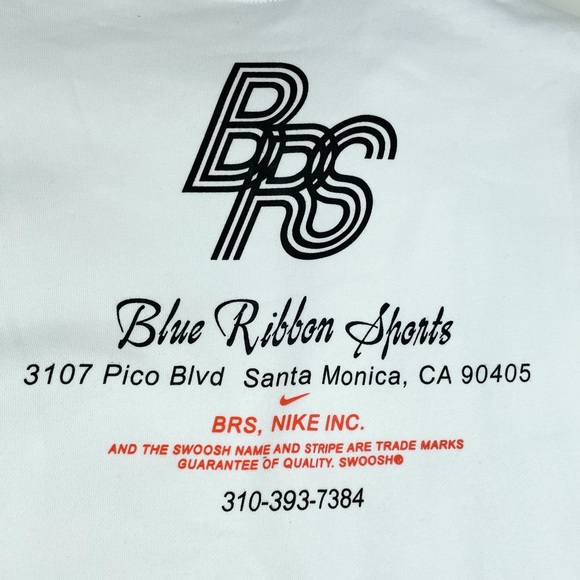 BRS
Blue Ribbon Sports
3107 Pico Blvd Santa Monica, CA 90405
BRS, NIKE INC.
AND THE SWOOSH NAME AND STRIPE ARE TRADE MARKS
GUARANTEE OF QUALITY. SWOOSH®
310-393-7384